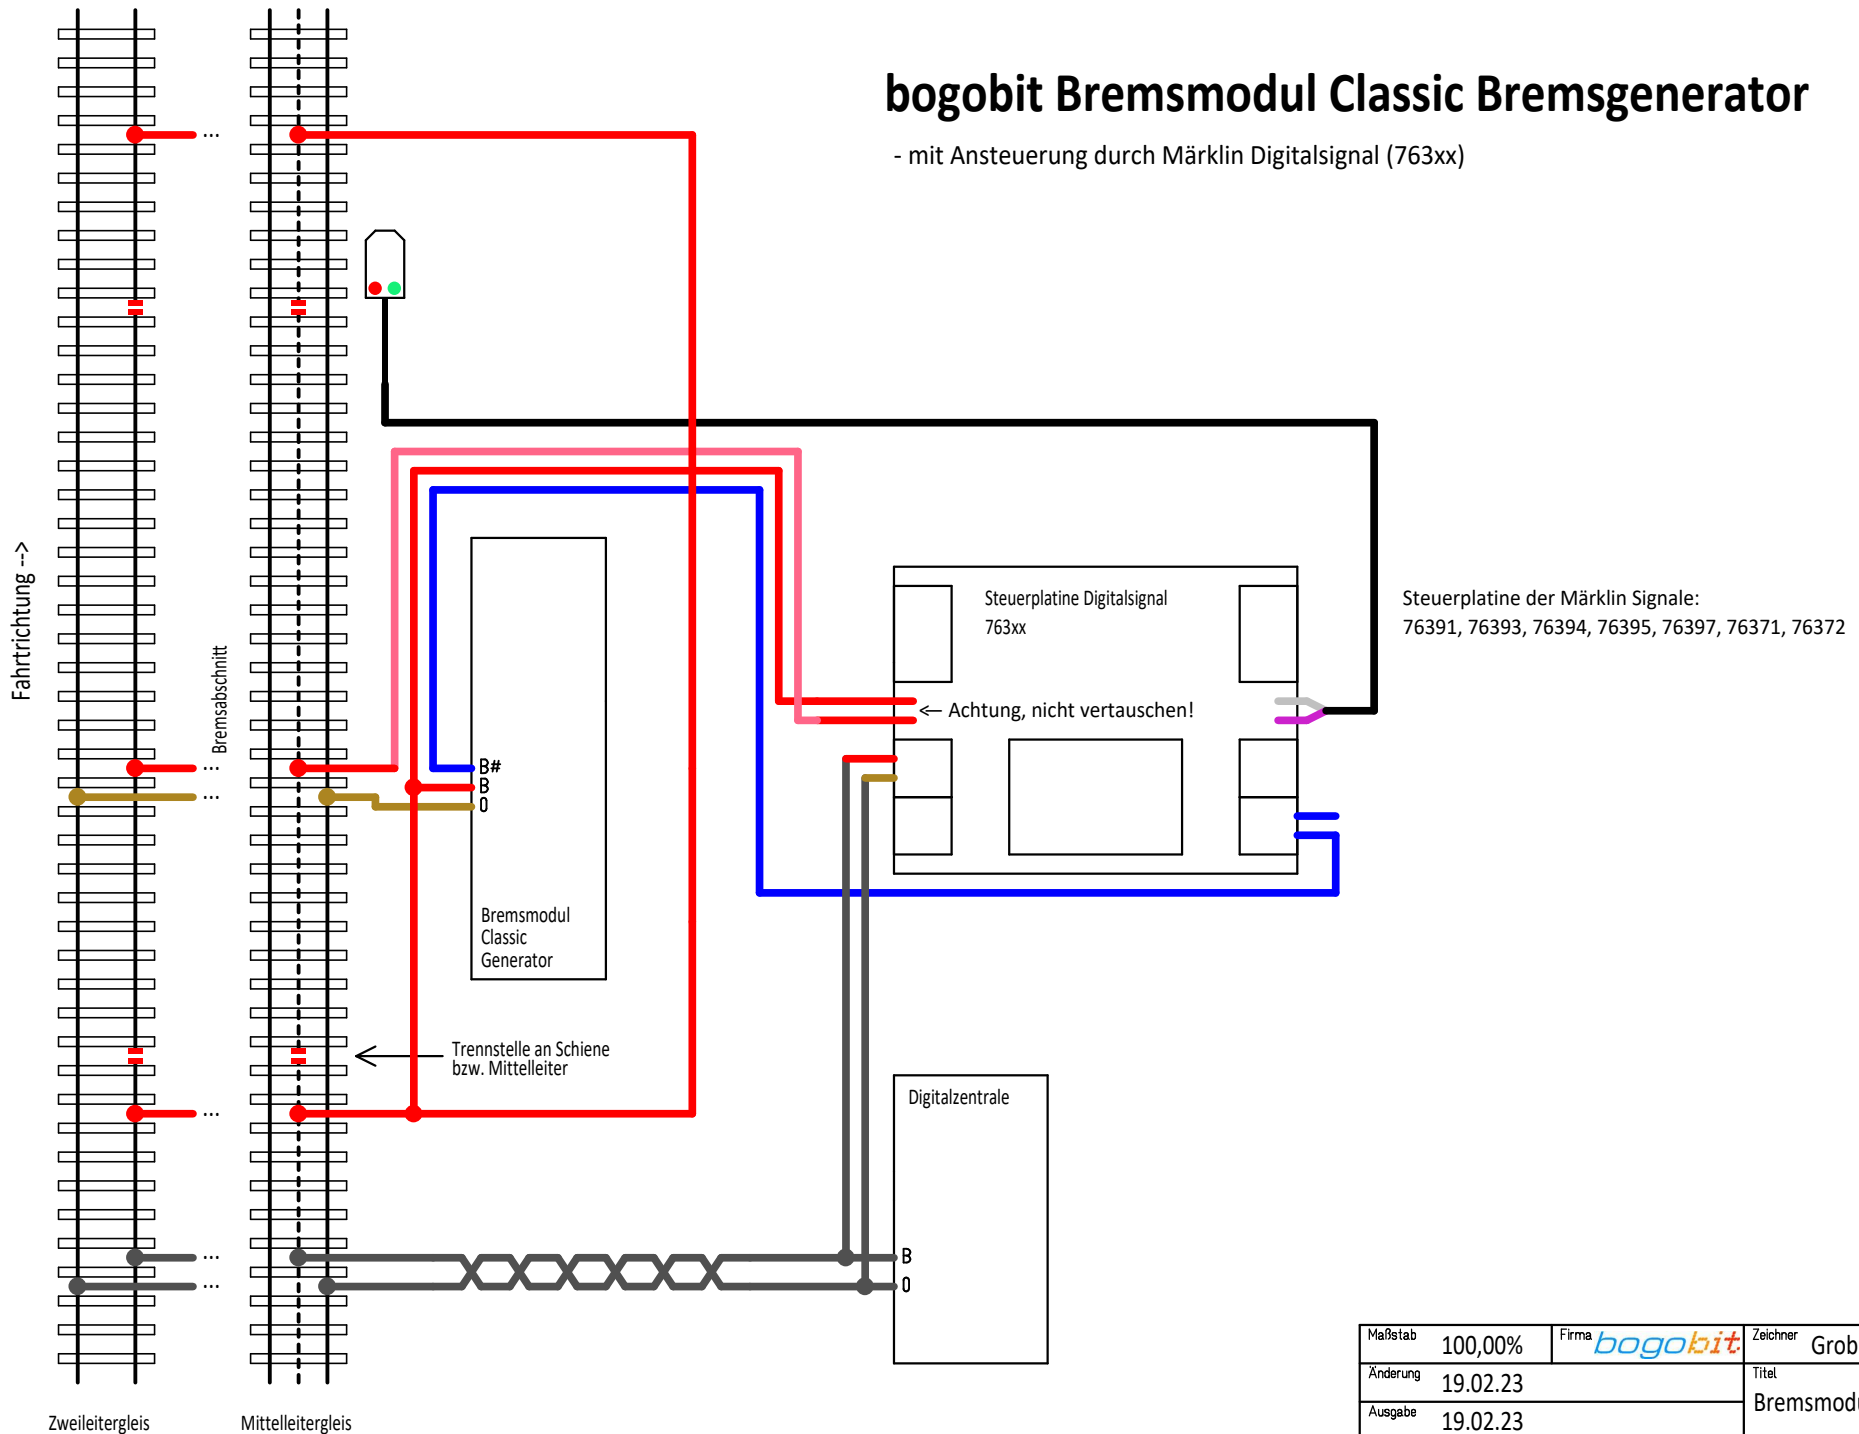 bogobit Bremsmodul Classic Bremsgenerator
- mit Ansteuerung durch Märklin Digitalsignal (763xx)
...
Fahrtrichtung -->
Bremsabschnitt
Steuerplatine Digitalsignal
763xx
Steuerplatine der Märklin Signale:
76391, 76393, 76394, 76395, 76397, 76371, 76372
<— Achtung, nicht vertauschen!
...
...
B#
B
0
Bremsmodul
Classic
Generator
Trennstelle an Schiene
bzw. Mittelleiter
...
Digitalzentrale
...
...
B
0
Maßstab 100,00%
Firma bogobit
Zeichner Grob
Änderung 19.02.23
Titel
Bremsmodu
Ausgabe 19.02.23
Zweileitergleis
Mittelleitergleis